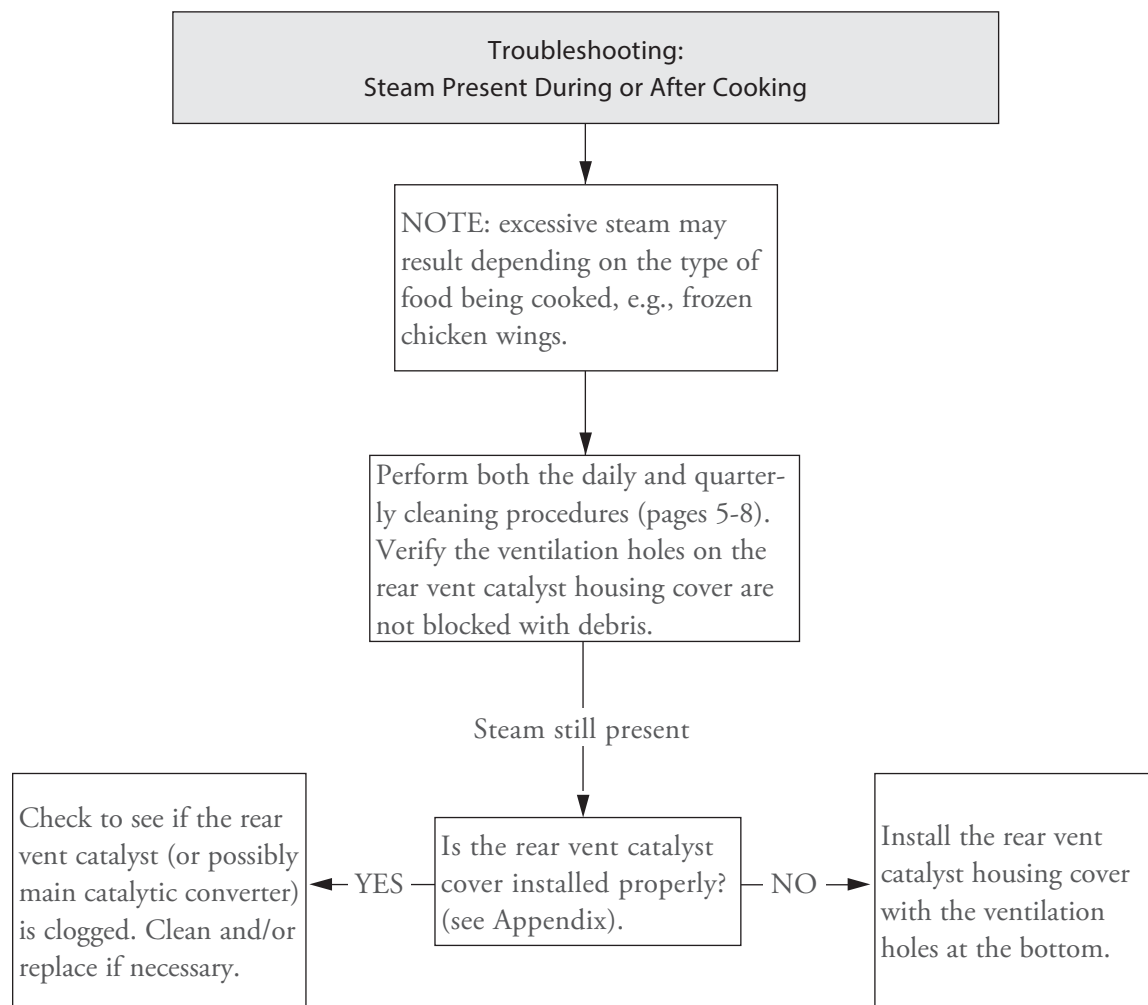 Troubleshooting:
Steam Present During or After Cooking
NOTE: excessive steam may
result depending on the type of
food being cooked, e.g., frozen
chicken wings.
Perform both the daily and quarter-
ly cleaning procedures (pages 5-8).
Verify the ventilation holes on the
rear vent catalyst housing cover are
not blocked with debris.
Steam still present
Is the rear vent catalyst
cover installed properly?
(see Appendix).
YES
Check to see if the rear
vent catalyst (or possibly
main catalytic converter)
is clogged. Clean and/or
replace if necessary.
NO
Install the rear vent
catalyst housing cover
with the ventilation
holes at the bottom.